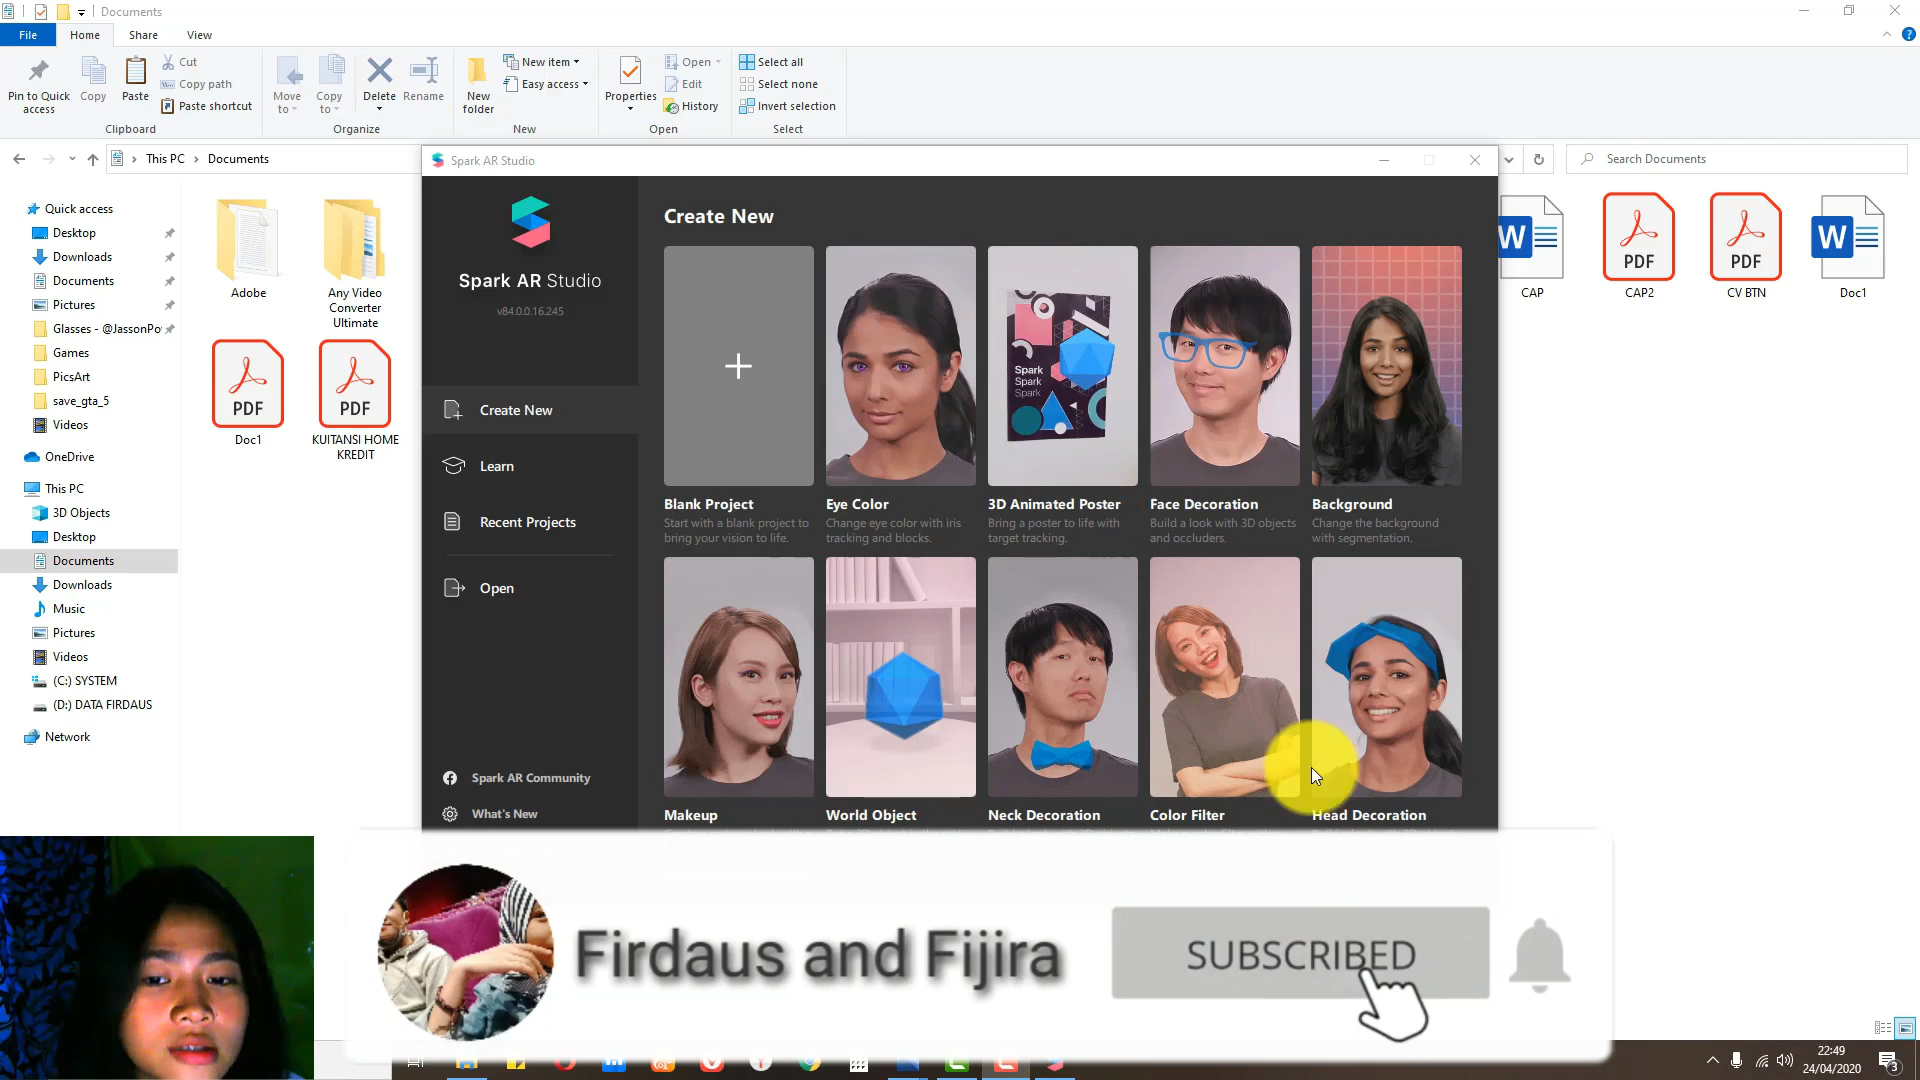 Documents
File
Home
Share
View
Pin to Quick access
Copy
Paste
Cut
Copy path
Paste shortcut
Clipboard
Move to
Copy to
Delete
Rename
Organize
New folder
New item
Easy access
New
Properties
Open
Edit
History
Open
Select all
Select none
Invert selection
Select
This PC
Documents
Search Documents
Quick access
Desktop
Downloads
Documents
Pictures
Glasses - @JassonPo
Games
PicsArt
save_gta_5
Videos
OneDrive
This PC
3D Objects
Desktop
Documents
Downloads
Music
Pictures
Videos
(C:) SYSTEM
(D:) DATA FIRDAUS
Network
Adobe
Any Video
Converter
Ultimate
PDF
Doc1
PDF
KUITANSI HOME
KREDIT
W
CAP
PDF
CAP2
PDF
CV BTN
W
Doc1
Spark AR Studio
Spark AR Studio
v84.0.0.16.245
Create New
Learn
Recent Projects
Open
Spark AR Community
What's New
Create New
Blank Project
Start with a blank project to
bring your vision to life.
Eye Color
Change eye color with iris
tracking and blocks.
Spark
Spark
Spark
3D Animated Poster
Bring a poster to life with
target tracking.
Face Decoration
Build a look with 3D objects
and occluders.
Background
Change the background
with segmentation.
Makeup
World Object
Neck Decoration
Color Filter
Head Decoration
Firdaus and Fijira
SUBSCRIBED
22:49
24/04/2020
3